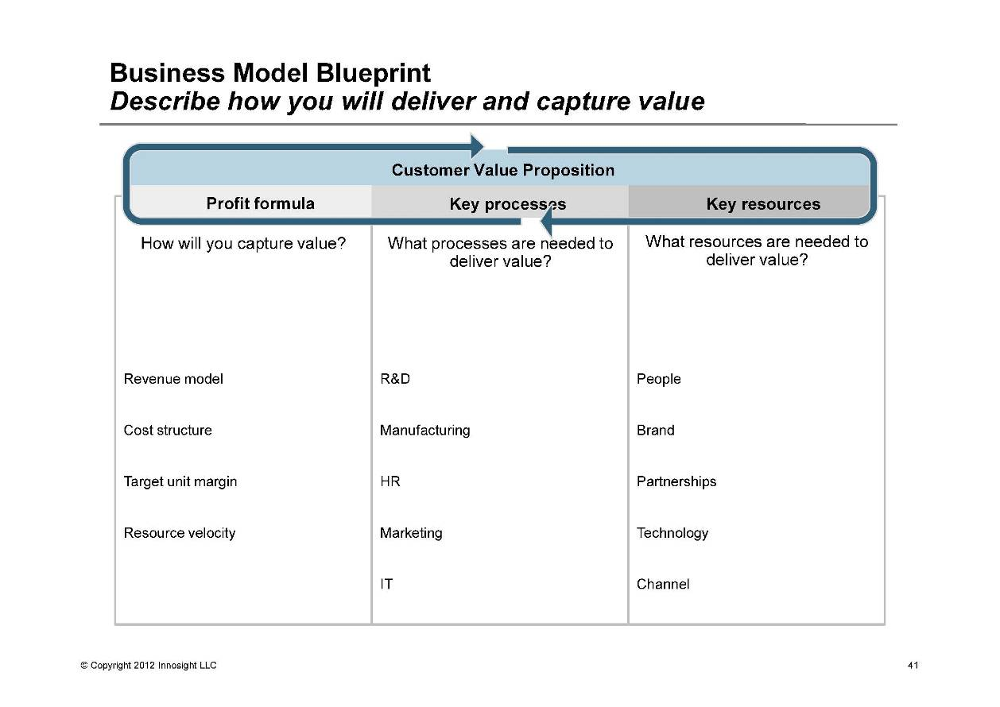 Business Model Blueprint
Describe how you will deliver and capture value
Customer Value Proposition
Profit formula
Key processes
Key resources
How will you capture value?
What processes are needed to
deliver value?
What resources are needed to
deliver value?
Revenue model
R&D
People
Cost structure
Manufacturing
Brand
Target unit margin
HR
Partnerships
Resource velocity
Marketing
Technology
IT
Channel
© Copyright 2012 Innosight LLC
41